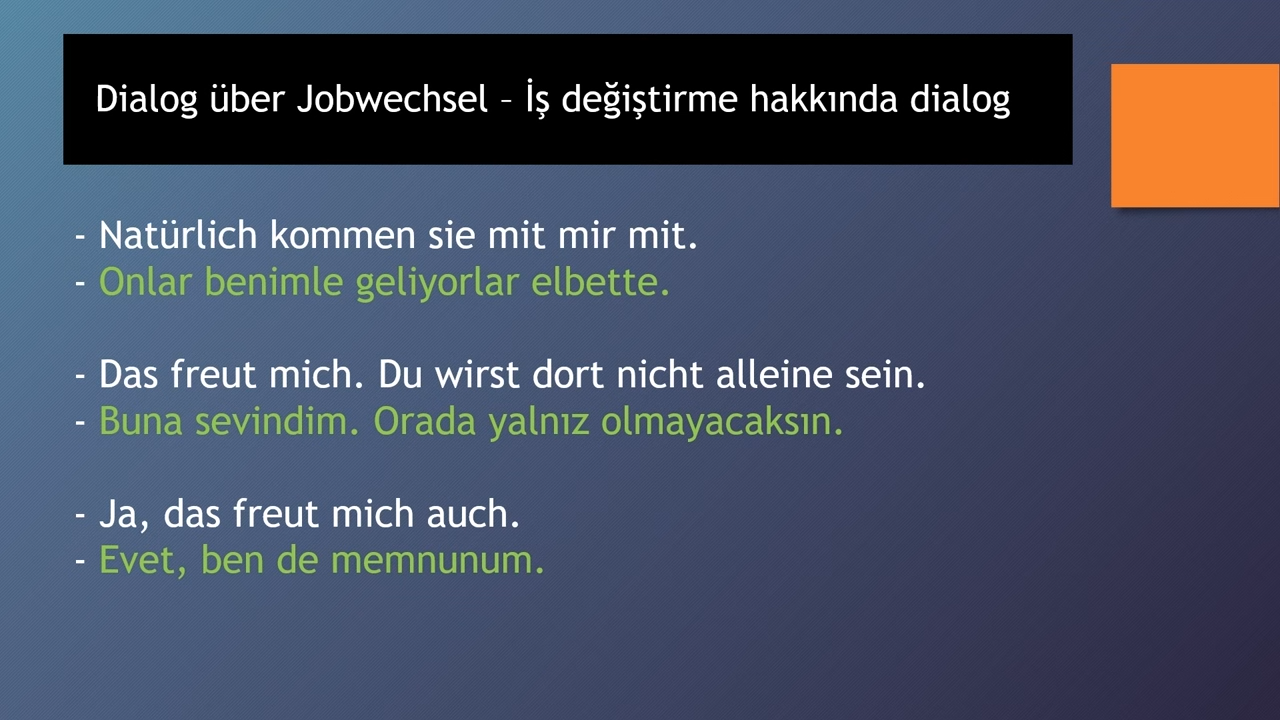 Dialog über Jobwechsel – İş değiştirme hakkında dialog
- Natürlich kommen sie mit mir mit.
- Onlar benimle geliyorlar elbette.
- Das freut mich. Du wirst dort nicht alleine sein.
- Buna sevindim. Orada yalnız olmayacaksın.
- Ja, das freut mich auch.
- Evet, ben de memnunum.